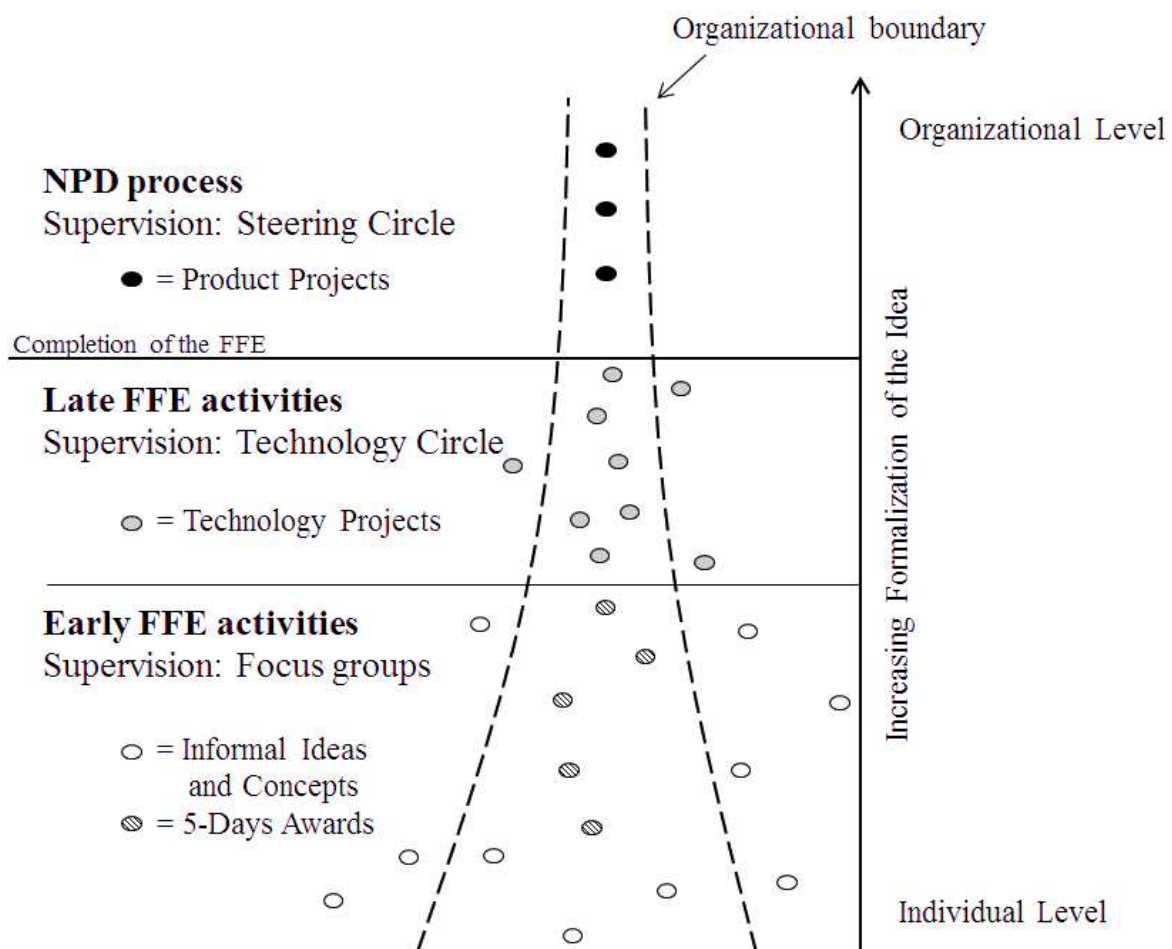 Organizational boundary
Organizational Level
NPD process
Supervision: Steering Circle
= Product Projects
Completion of the FFE
Late FFE activities
Supervision: Technology Circle
= Technology Projects
Increasing Formalization of the Idea
Early FFE activities
Supervision: Focus groups
= Informal Ideas
and Concepts
= 5-Days Awards
Individual Level